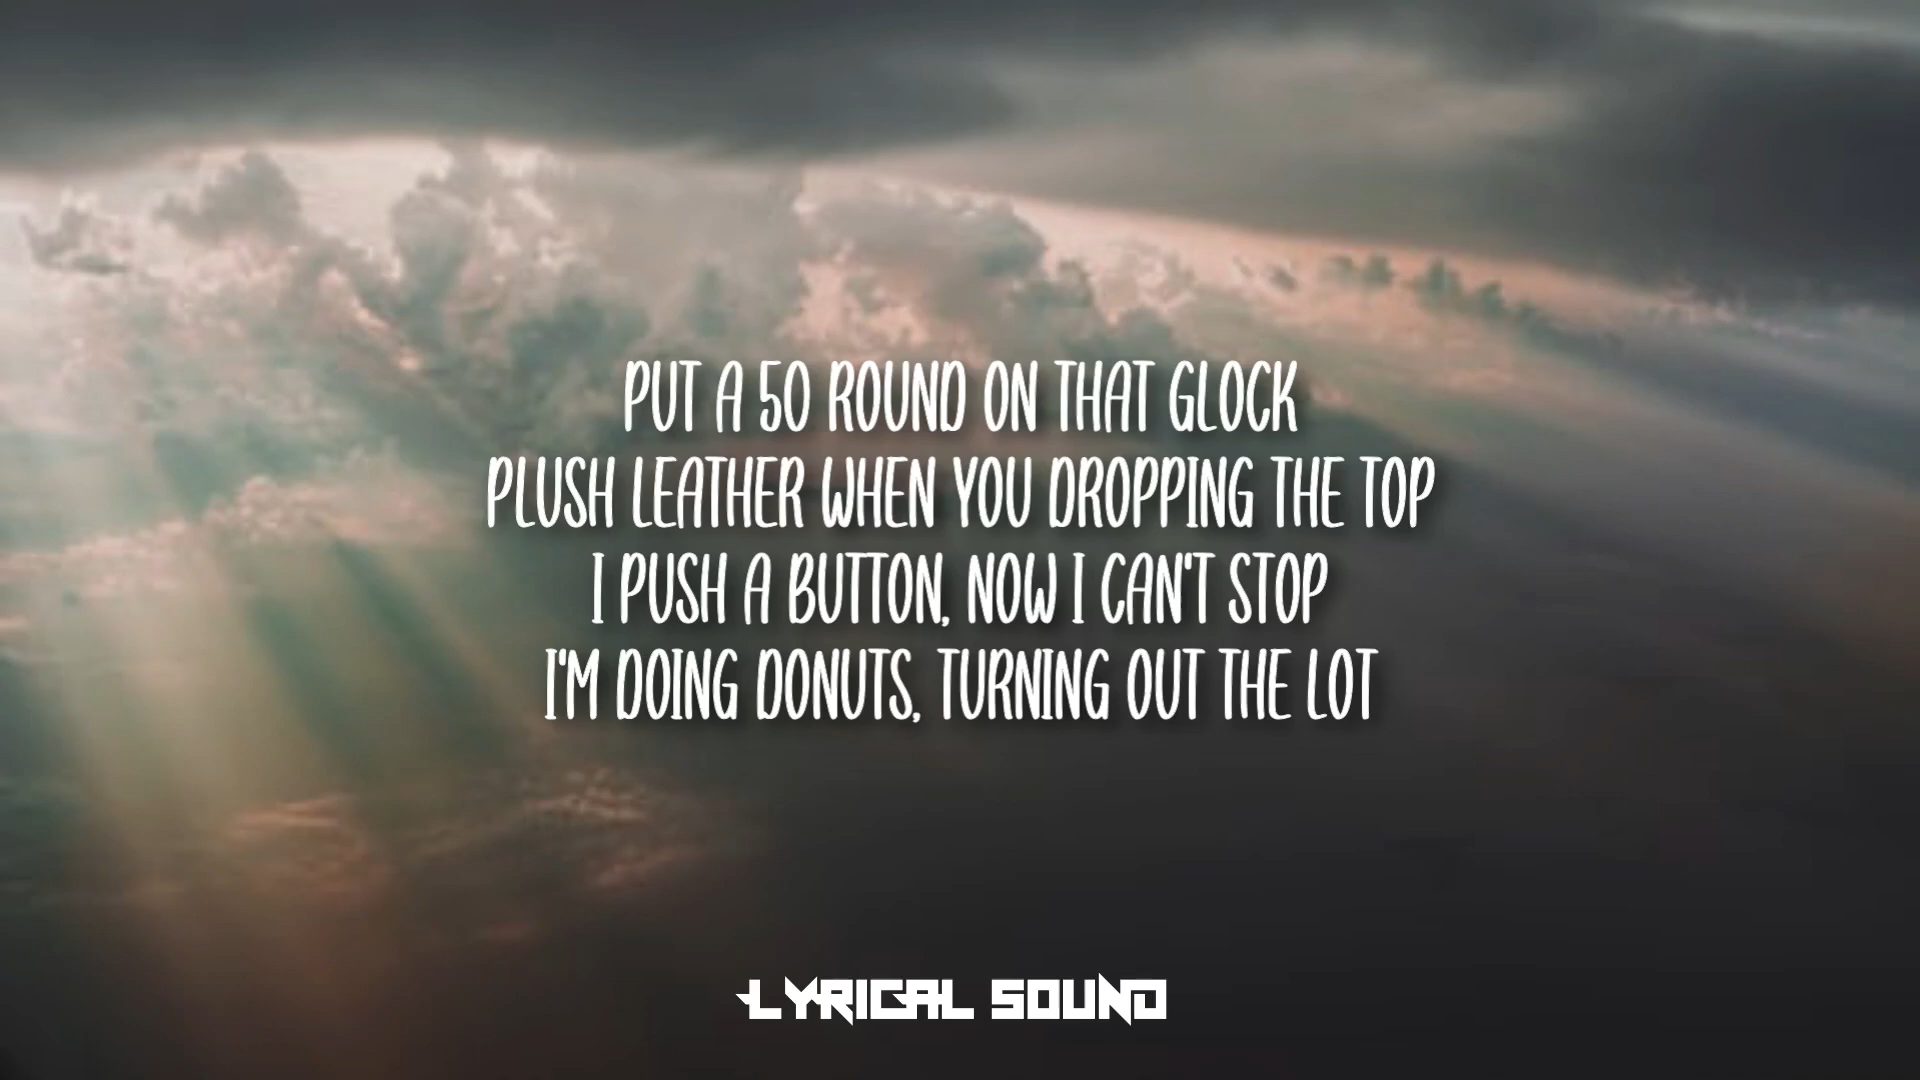 PUT A 50 ROUND ON THAT GLOCK
PLUSH LEATHER WHEN YOU DROPPING THE TOP
I PUSH A BUTTON, NOW I CAN'T STOP
I'M DOING DONUTS, TURNING OUT THE LOT
LYRICAL SOUND